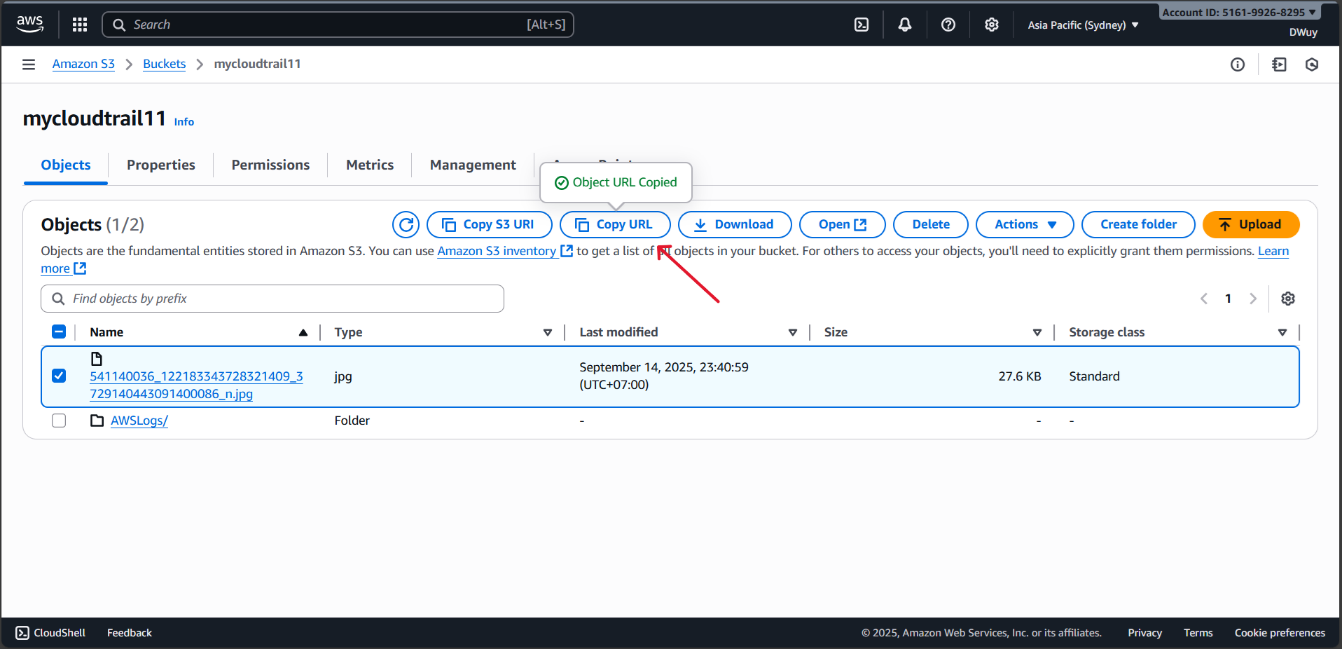 aws
Search
[Alt+S]
Asia Pacific (Sydney)
Account ID: 5161-9926-8295
DWuy
Amazon S3
Buckets
mycloudtrail11
mycloudtrail11
Info
Objects
Properties
Permissions
Metrics
Management
Object URL Copied
Objects (1/2)
Copy S3 URI
Copy URL
Download
Open
Delete
Actions
Create folder
Upload
Objects are the fundamental entities stored in Amazon S3. You can use Amazon S3 inventory to get a list of objects in your bucket. For others to access your objects, you'll need to explicitly grant them permissions. Learn
more
Find objects by prefix
1
Name
Type
Last modified
Size
Storage class
541140036_122183343728321409_3
729140443091400086_n.jpg
jpg
September 14, 2025, 23:40:59
(UTC+07:00)
27.6 KB
Standard
AWSLogs/
Folder
-
-
-
CloudShell
Feedback
© 2025, Amazon Web Services, Inc. or its affiliates.
Privacy
Terms
Cookie preferences